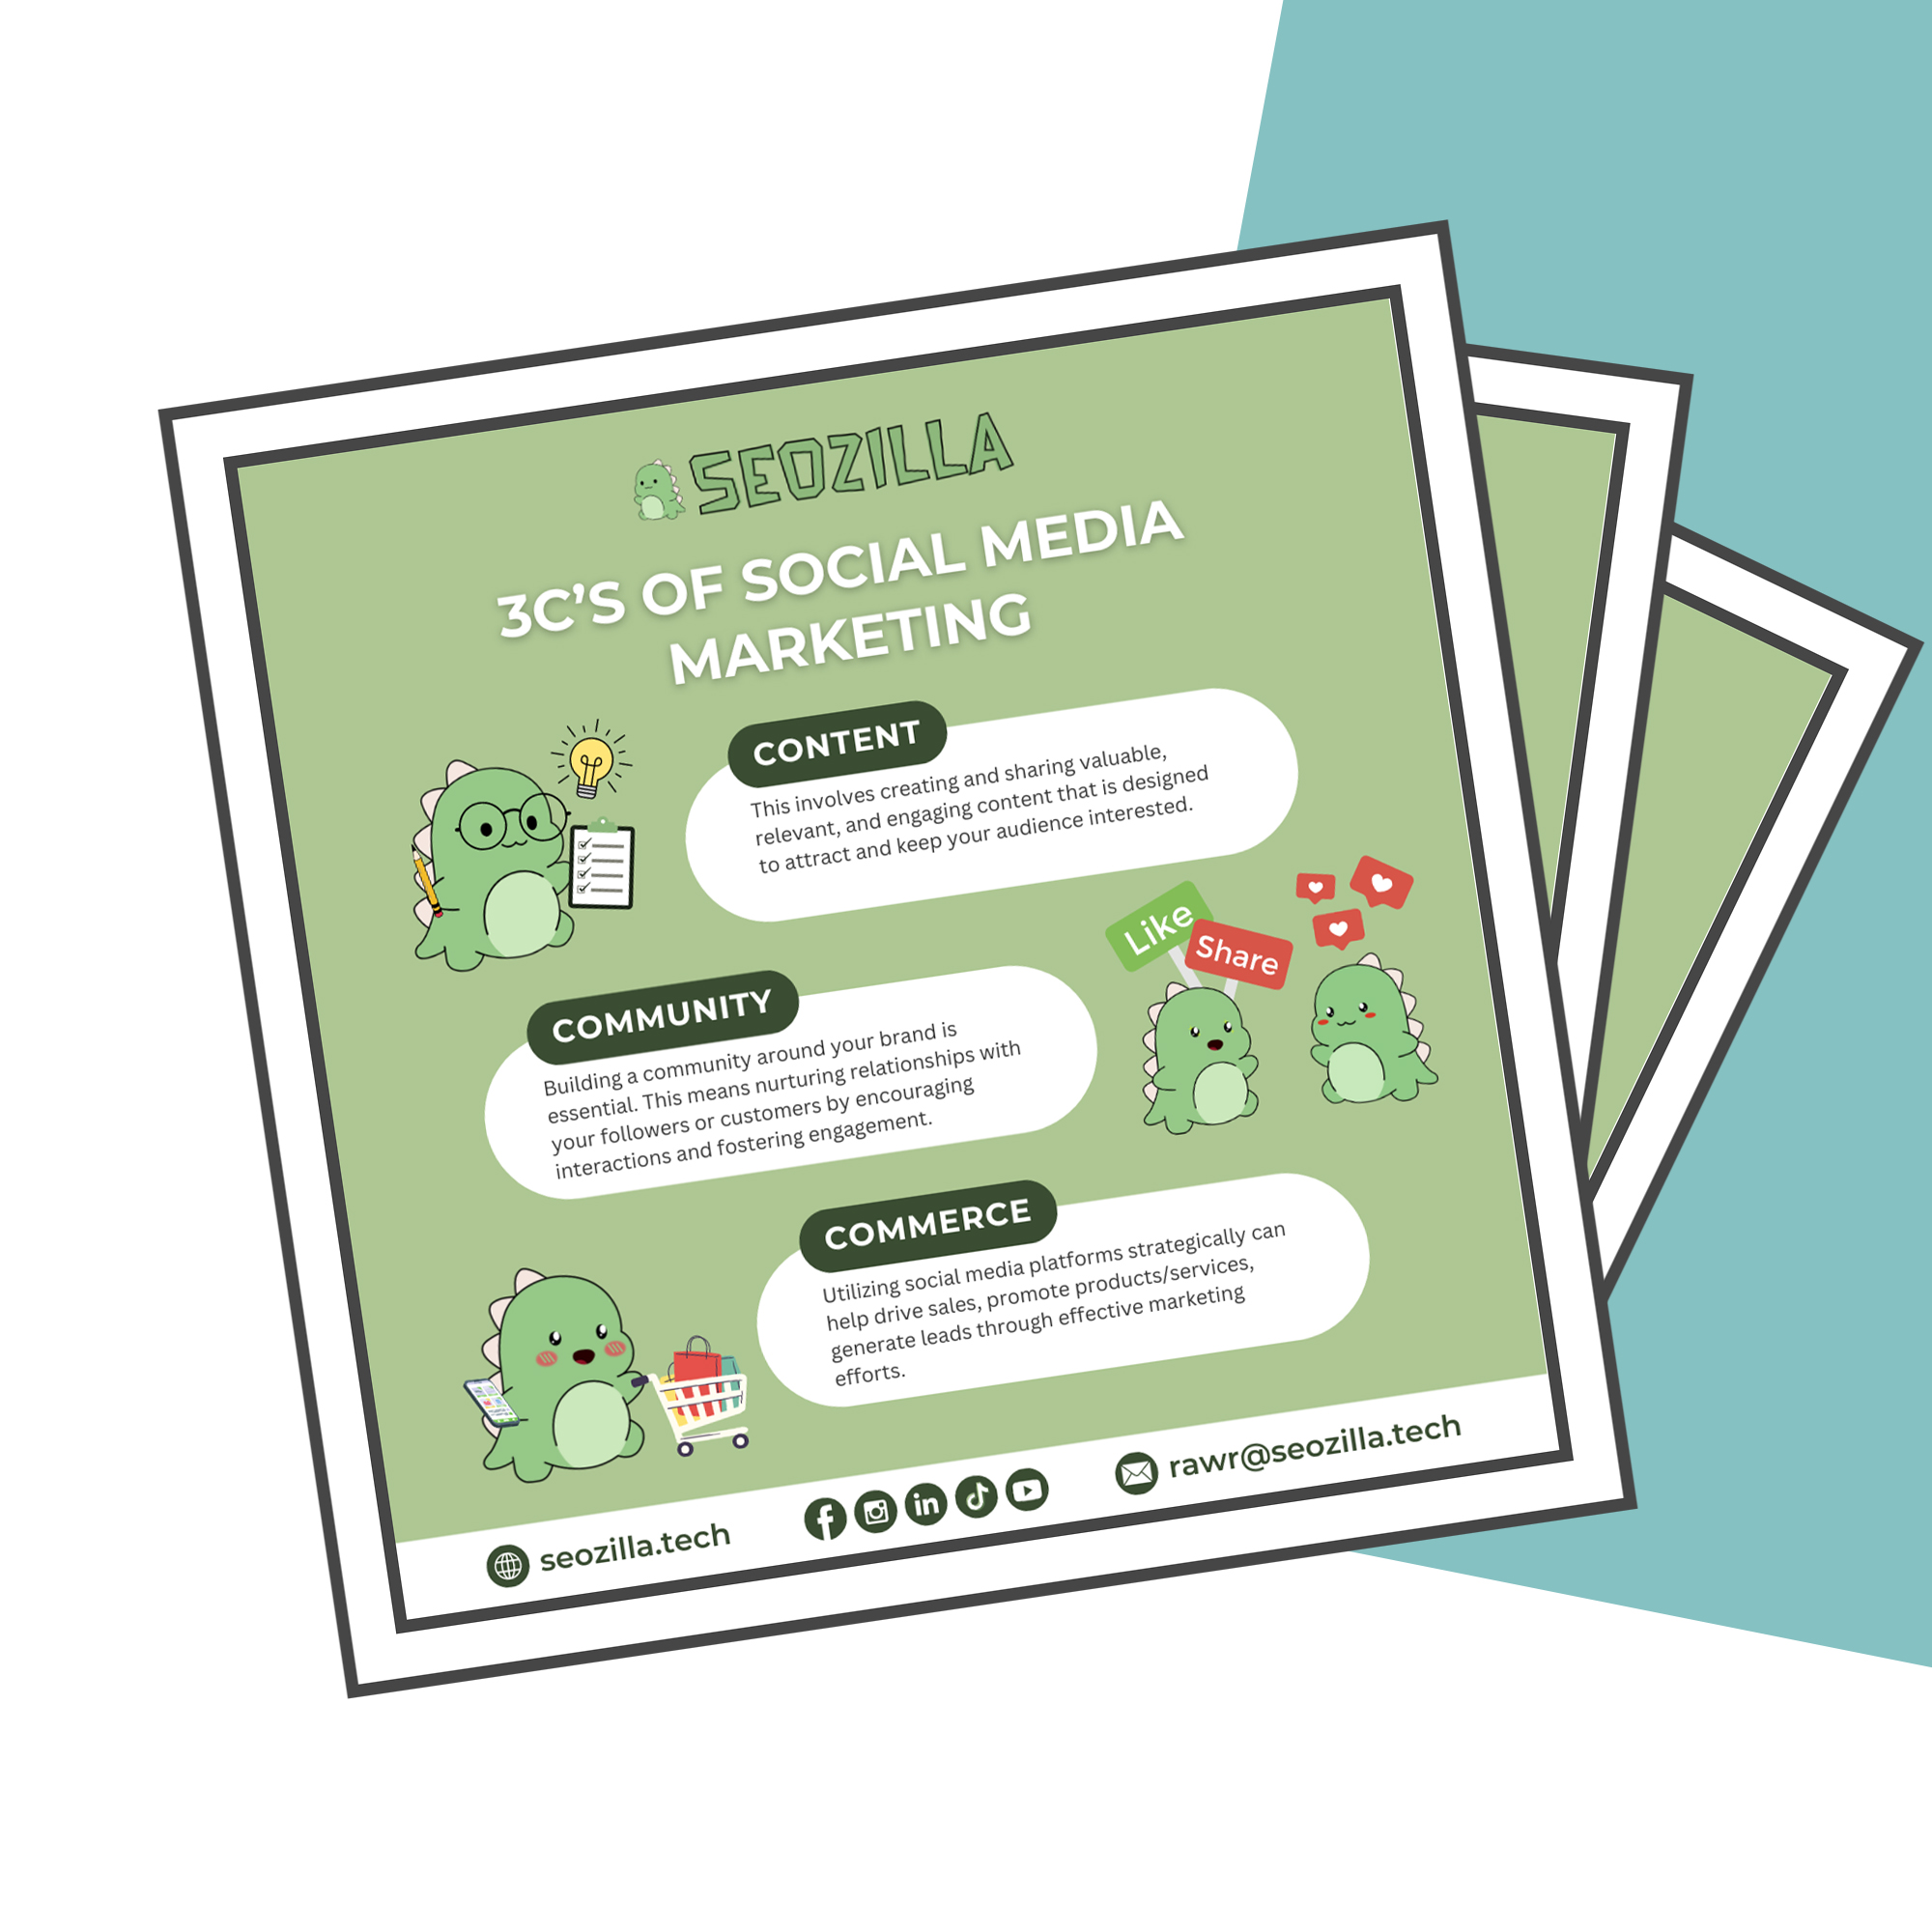 SEOZILLA
3C'S OF SOCIAL MEDIA
MARKETING
CONTENT
This involves creating and sharing valuable,
relevant, and engaging content that is designed
to attract and keep your audience interested.
Like
Share
COMMUNITY
Building a community around your brand is
essential. This means nurturing relationships with
your followers or customers by encouraging
interactions and fostering engagement.
COMMERCE
Utilizing social media platforms strategically can
help drive sales, promote products/services,
generate leads through effective marketing
efforts.
seozilla.tech
in
rawr@seozilla.tech